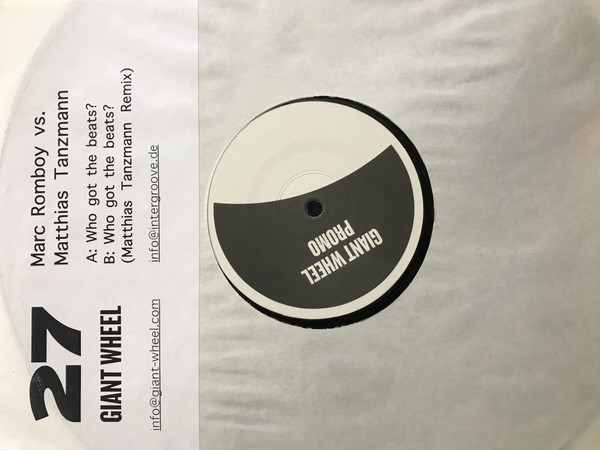 27
GIANT WHEEL
info@giant-wheel.com
Marc Romboy vs.
Matthias Tanzmann
A: Who got the beats?
B: Who got the beats?
(Matthias Tanzmann Remix)
info@intergroove.de
GIANT WHEEL
PROMO